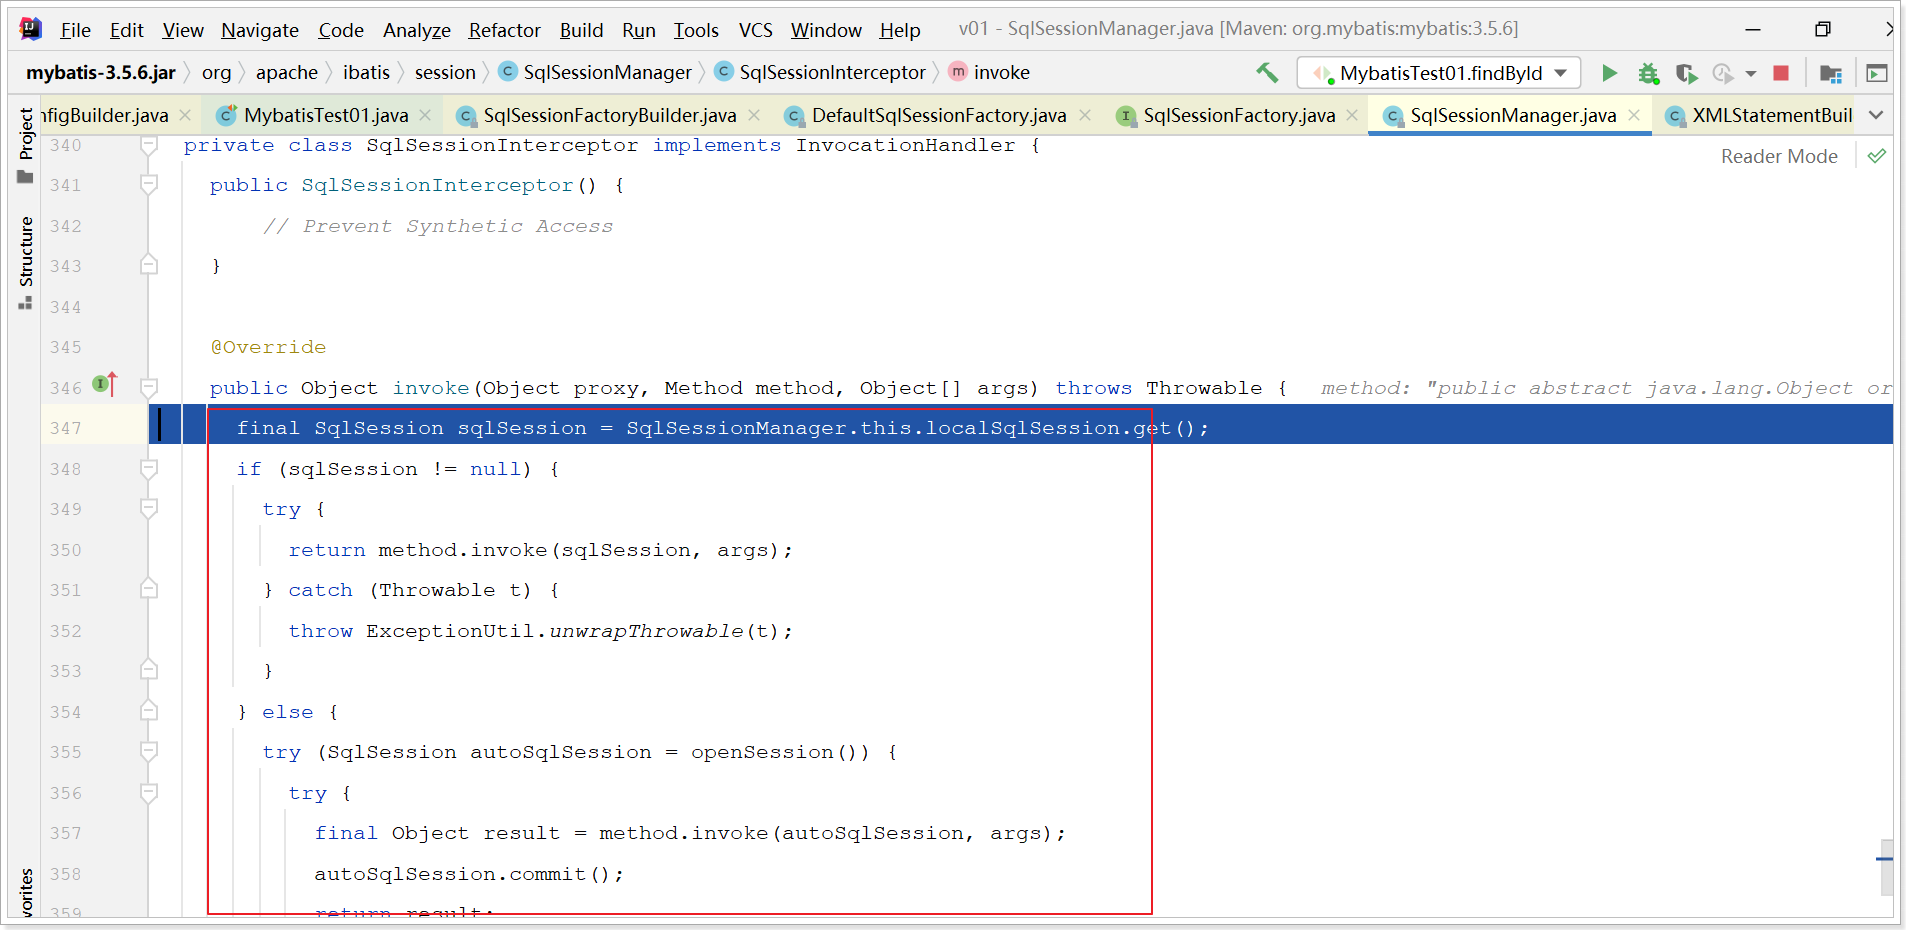 File Edit View Navigate Code Analyze Refactor Build Run Tools VCS Window Help v01 - SqlSessionManager.java [Maven: org.mybatis:mybatis:3.5.6]
mybatis-3.5.6.jar org apache ibatis session SqlSessionManager SqlSessionInterceptor invoke MybatisTest01.findById
nfigBuilder.java MybatisTest01.java SqlSessionFactoryBuilder.java DefaultSqlSessionFactory.java SqlSessionFactory.java SqlSessionManager.java XMLStatementBuil
Project
Structure
vorites
Reader Mode
340 private class SqlSessionInterceptor implements InvocationHandler {
341 public SqlSessionInterceptor() {
342 // Prevent Synthetic Access
343 }
344
345 @Override
346 public Object invoke(Object proxy, Method method, Object[] args) throws Throwable { method: "public abstract java.lang.Object or
347 final SqlSession sqlSession = SqlSessionManager.this.localSqlSession.get();
348 if (sqlSession != null) {
349 try {
350 return method.invoke(sqlSession, args);
351 } catch (Throwable t) {
352 throw ExceptionUtil.unwrapThrowable(t);
353 }
354 } else {
355 try (SqlSession autoSqlSession = openSession()) {
356 try {
357 final Object result = method.invoke(autoSqlSession, args);
358 autoSqlSession.commit();
359 return result;